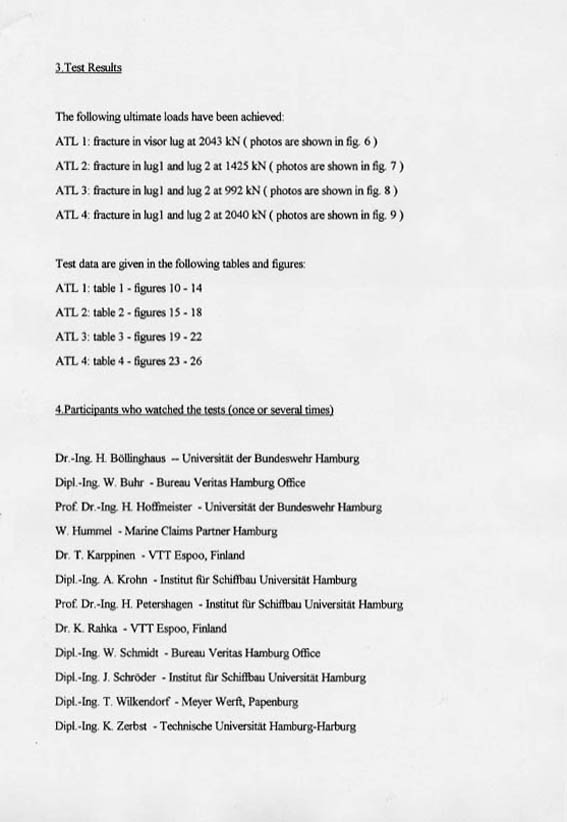 3.Test Results
The following ultimate loads have been achieved:
ATL 1: fracture in visor lug at 2043 kN ( photos are shown in fig. 6 )
ATL 2: fracture in lug1 and lug 2 at 1425 kN ( photos are shown in fig. 7 )
ATL 3: fracture in lug1 and lug 2 at 992 kN ( photos are shown in fig. 8 )
ATL 4: fracture in lug1 and lug 2 at 2040 kN ( photos are shown in fig. 9 )
Test data are given in the following tables and figures:
ATL 1: table 1 - figures 10 - 14
ATL 2: table 2 - figures 15 - 18
ATL 3: table 3 - figures 19 - 22
ATL 4: table 4 - figures 23 - 26
4.Participants who watched the tests (once or several times)
Dr.-Ing. H. Böllinghaus -- Universität der Bundeswehr Hamburg
Dipl.-Ing. W. Buhr - Bureau Veritas Hamburg Office
Prof. Dr.-Ing. H. Hoffmeister - Universität der Bundeswehr Hamburg
W. Hummel - Marine Claims Partner Hamburg
Dr. T. Karppinen - VTT Espoo, Finland
Dipl.-Ing. A. Krohn - Institut für Schiffbau Universität Hamburg
Prof. Dr.-Ing. H. Petershagen - Institut für Schiffbau Universität Hamburg
Dr. K. Rahka - VTT Espoo, Finland
Dipl.-Ing. W. Schmidt - Bureau Veritas Hamburg Office
Dipl.-Ing. J. Schröder - Institut für Schiffbau Universität Hamburg
Dipl.-Ing. T. Wilkendorf - Meyer Werft, Papenburg
Dipl.-Ing. K. Zerbst - Technische Universität Hamburg-Harburg